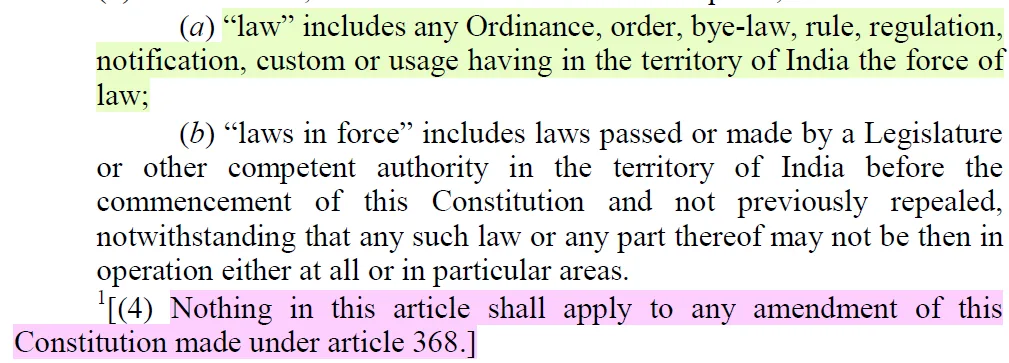 (a) “law” includes any Ordinance, order, bye-law, rule, regulation,
notification, custom or usage having in the territory of India the force of
law;
(b) “laws in force” includes laws passed or made by a Legislature
or other competent authority in the territory of India before the
commencement of this Constitution and not previously repealed,
notwithstanding that any such law or any part thereof may not be then in
operation either at all or in particular areas.
1[(4) Nothing in this article shall apply to any amendment of this
Constitution made under article 368.]